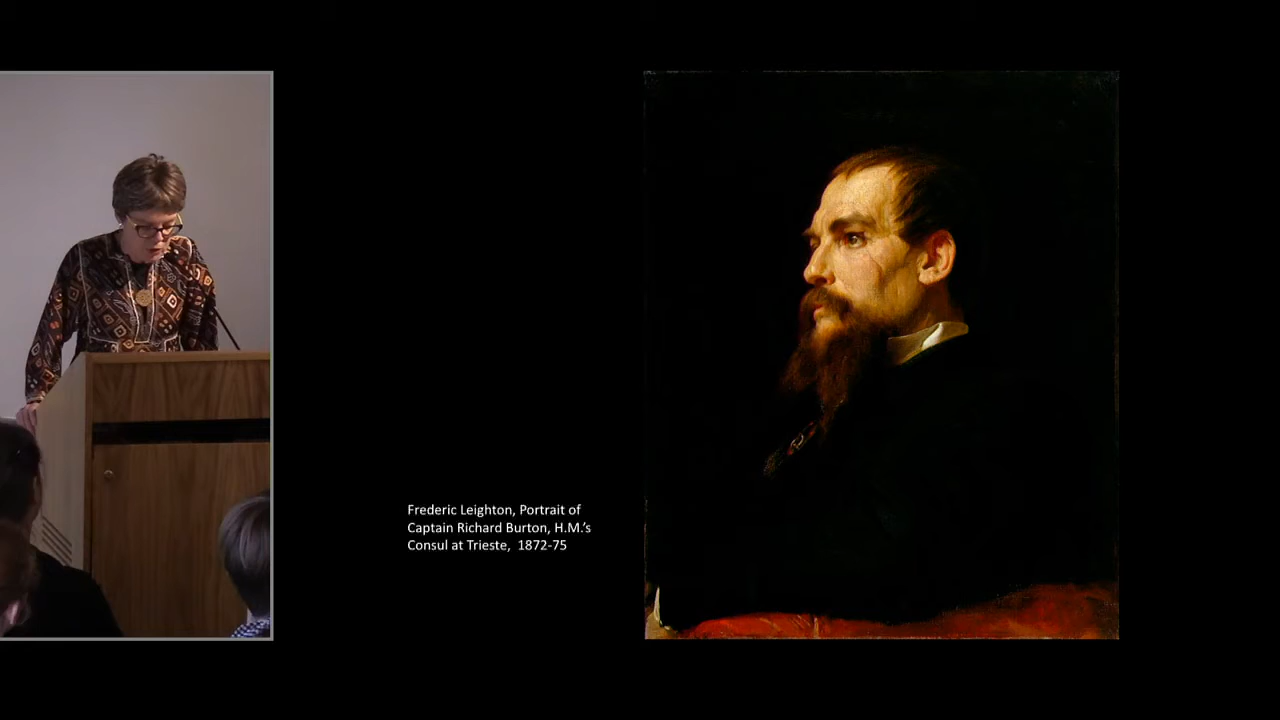 Frederic Leighton, Portrait of
Captain Richard Burton, H.M.’s
Consul at Trieste,  1872-75